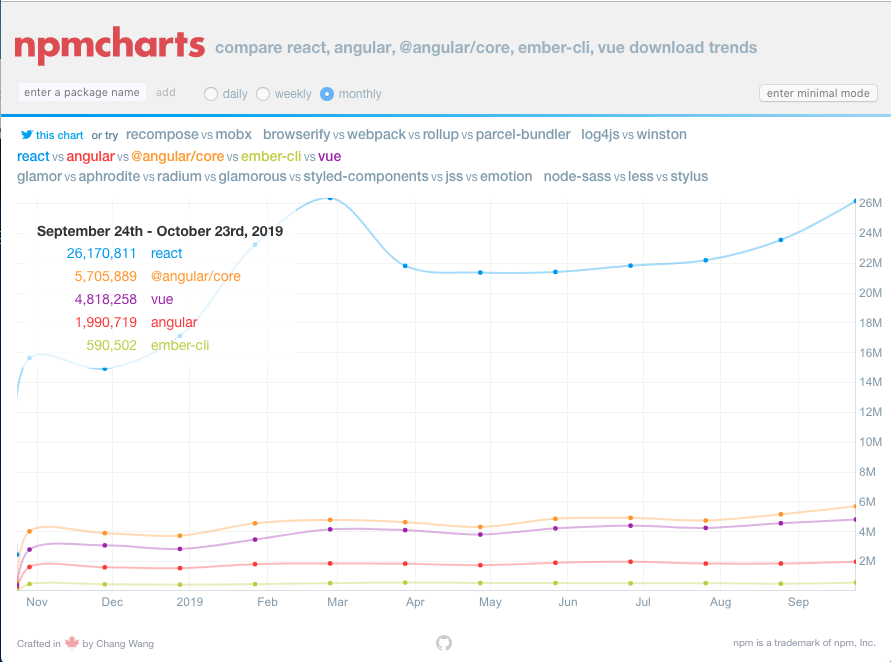 npmcharts compare react, angular, @angular/core, ember-cli, vue download trends
enter a package name add daily weekly monthly enter minimal mode
this chart or try recompose vs mobx browserify vs webpack vs rollup vs parcel-bundler log4js vs winston
react vs angular vs @angular/core vs ember-cli vs vue
glamor vs aphrodite vs radium vs glamorous vs styled-components vs jss vs emotion node-sass vs less vs stylus
September 24th - October 23rd, 2019
26,170,811 react
5,705,889 @angular/core
4,818,258 vue
1,990,719 angular
590,502 ember-cli
26M
24M
22M
20M
18M
16M
14M
12M
10M
8M
6M
4M
2M
Nov Dec 2019 Feb Mar Apr May Jun Jul Aug Sep
Crafted in by Chang Wang npm is a trademark of npm, Inc.